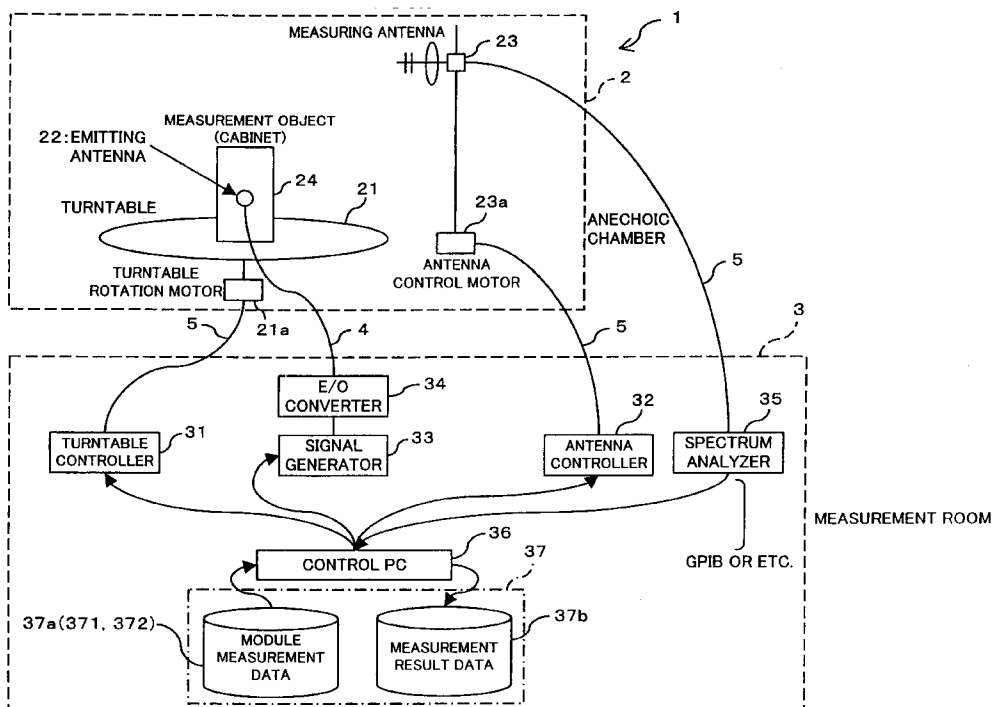 1
MEASURING ANTENNA
23
2
MEASUREMENT OBJECT
(CABINET)
22:EMITTING
ANTENNA
24
21
TURNTABLE
23a
ANECHOIC
CHAMBER
ANTENNA
CONTROL MOTOR
TURNTABLE
ROTATION MOTOR
21a
5
4
5
5
3
E/O
CONVERTER
34
TURNTABLE
CONTROLLER
31
SIGNAL
GENERATOR
33
32
ANTENNA
CONTROLLER
35
SPECTRUM
ANALYZER
MEASUREMENT ROOM
GPIB OR ETC.
CONTROL PC
36
37
37a(371, 372)
MODULE
MEASUREMENT
DATA
MEASUREMENT
RESULT DATA
37b